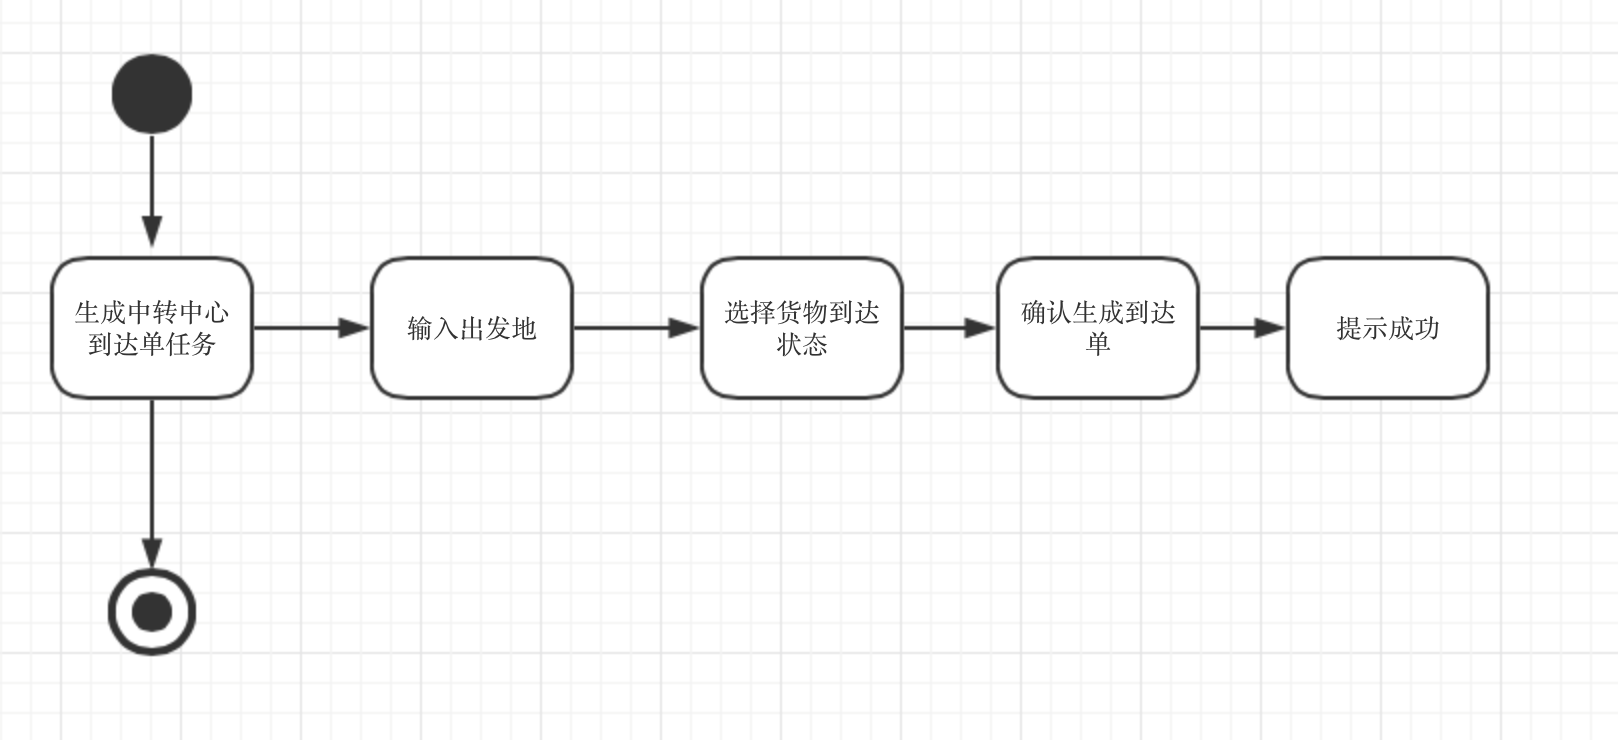 生成中转中心
到达单任务
输入出发地
选择货物到达
状态
确认生成到达
单
提示成功